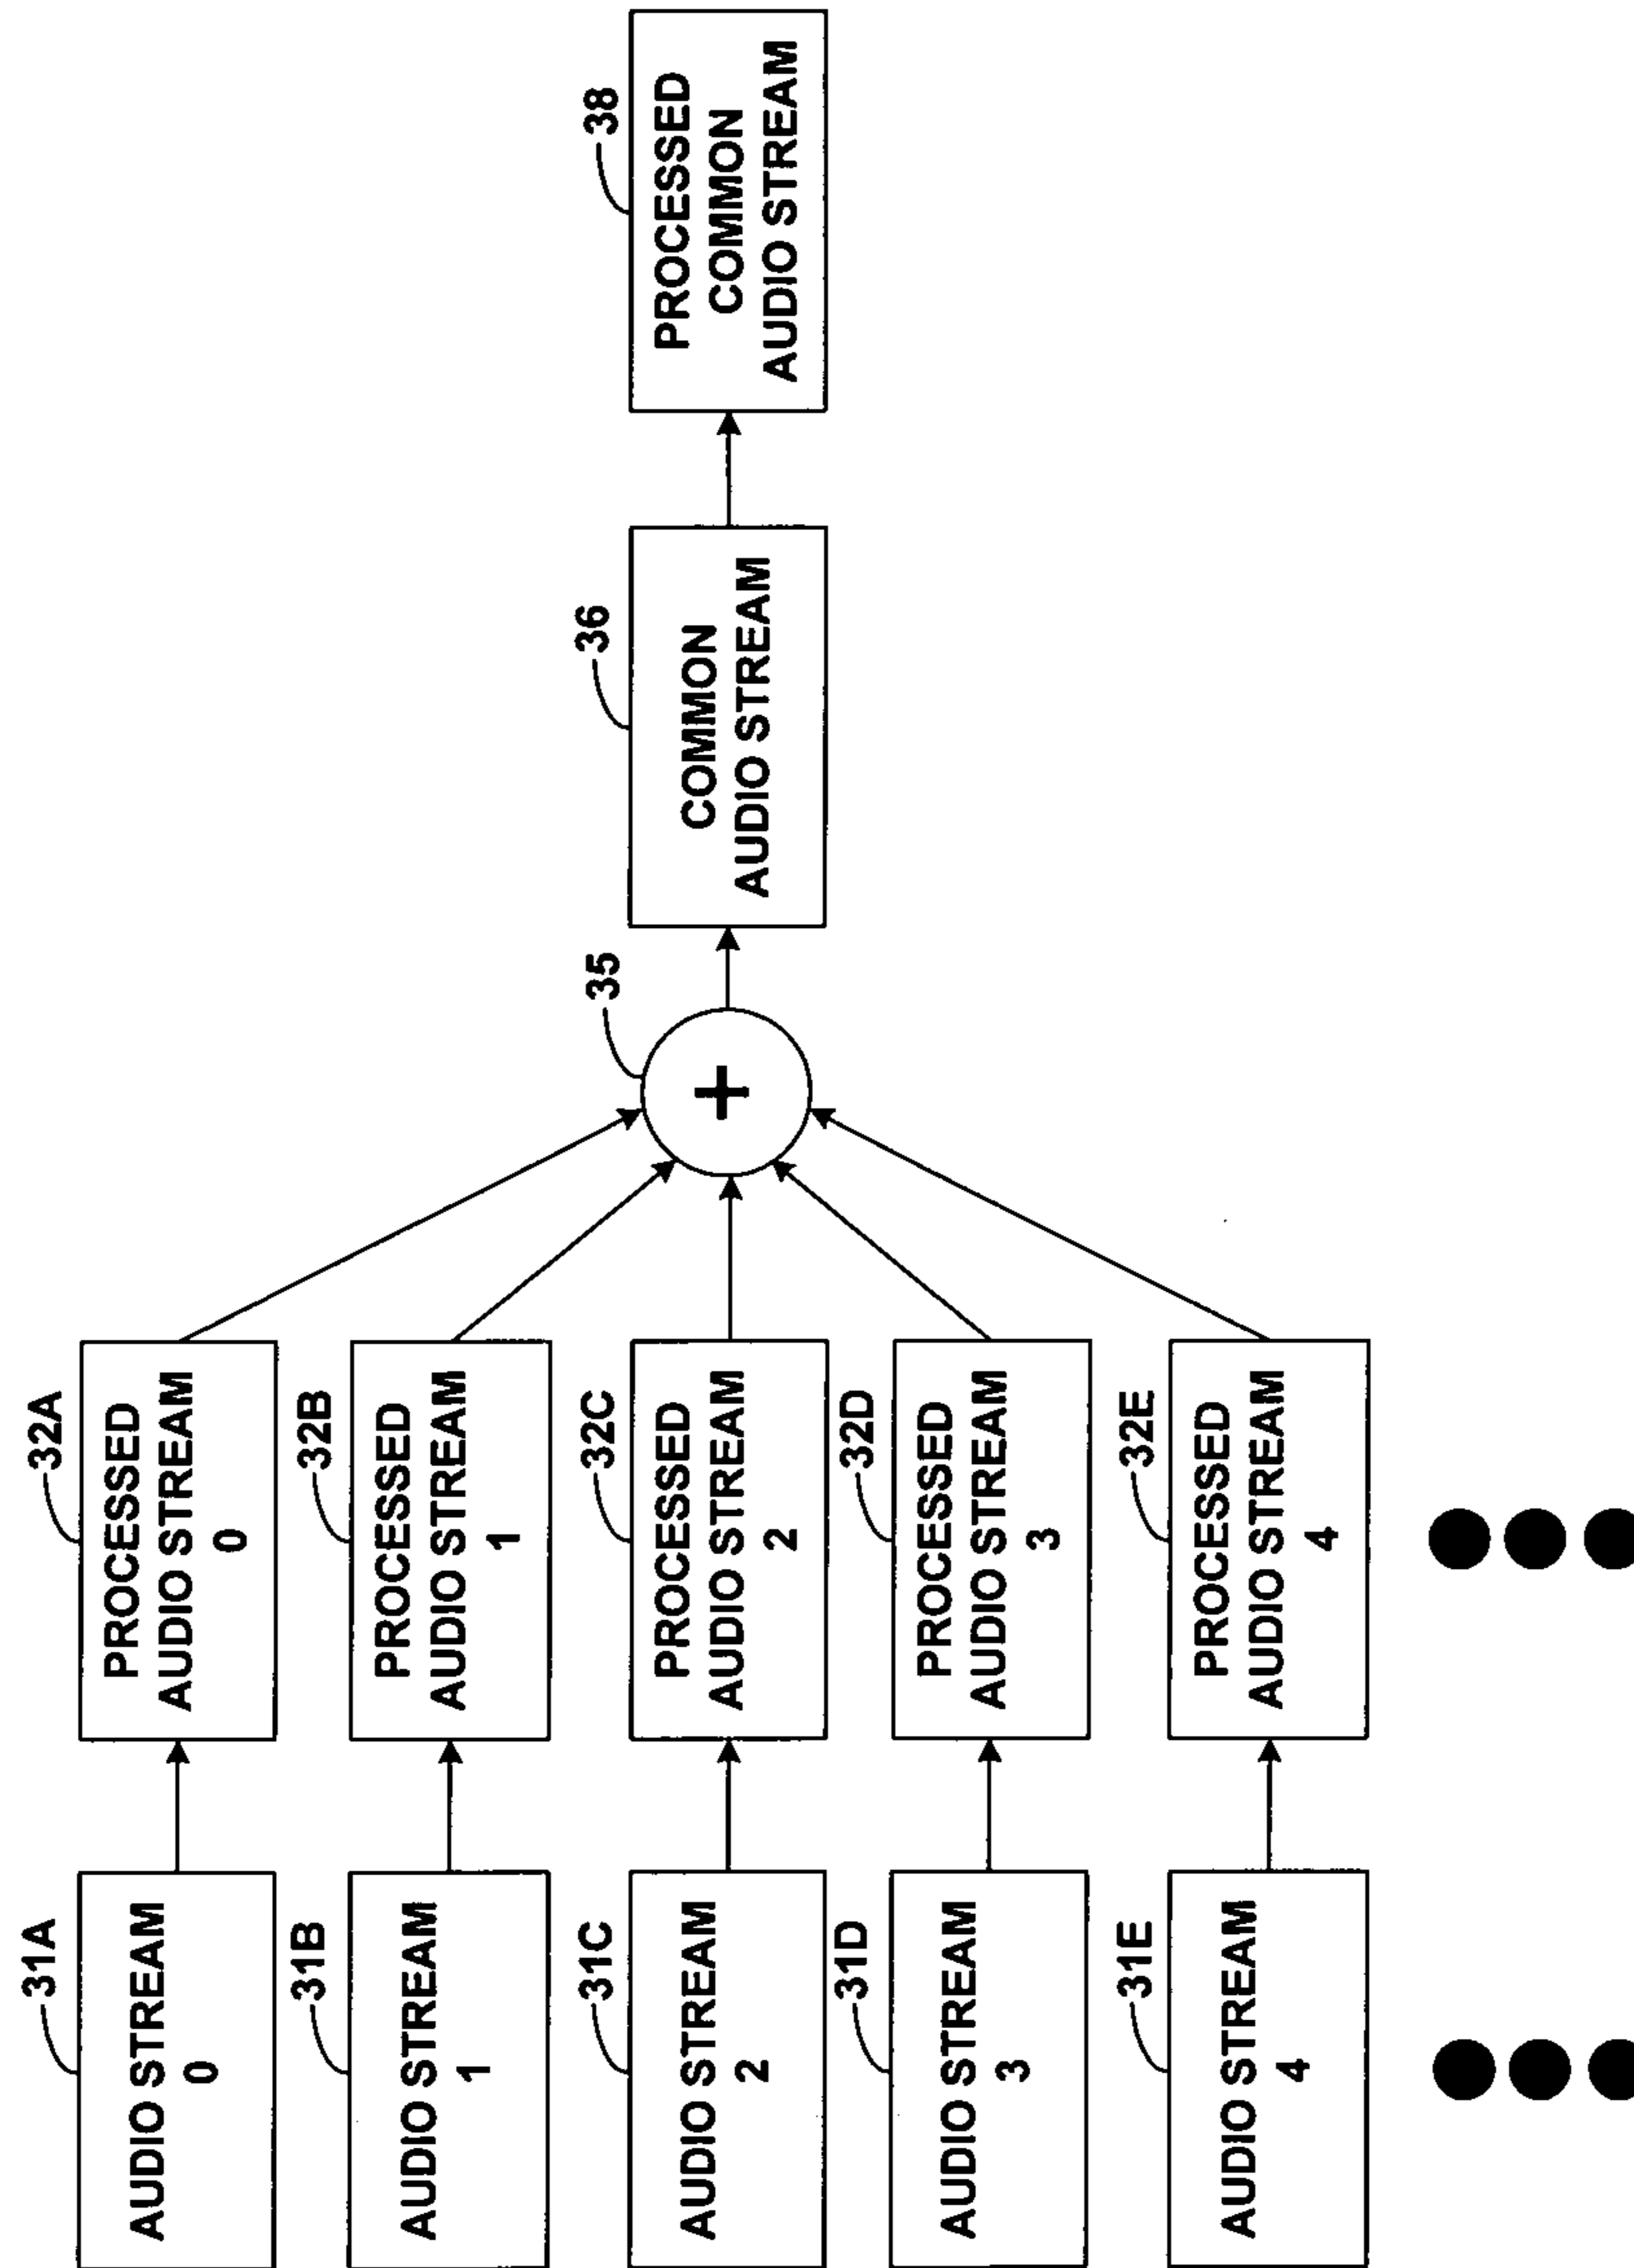 31A
AUDIO STREAM
0
32A
PROCESSED
AUDIO STREAM
0
31B
AUDIO STREAM
1
32B
PROCESSED
AUDIO STREAM
1
31C
AUDIO STREAM
2
32C
PROCESSED
AUDIO STREAM
2
35
+
36
COMMON
AUDIO STREAM
38
PROCESSED
COMMON
AUDIO STREAM
31D
AUDIO STREAM
3
32D
PROCESSED
AUDIO STREAM
3
31E
AUDIO STREAM
4
32E
PROCESSED
AUDIO STREAM
4